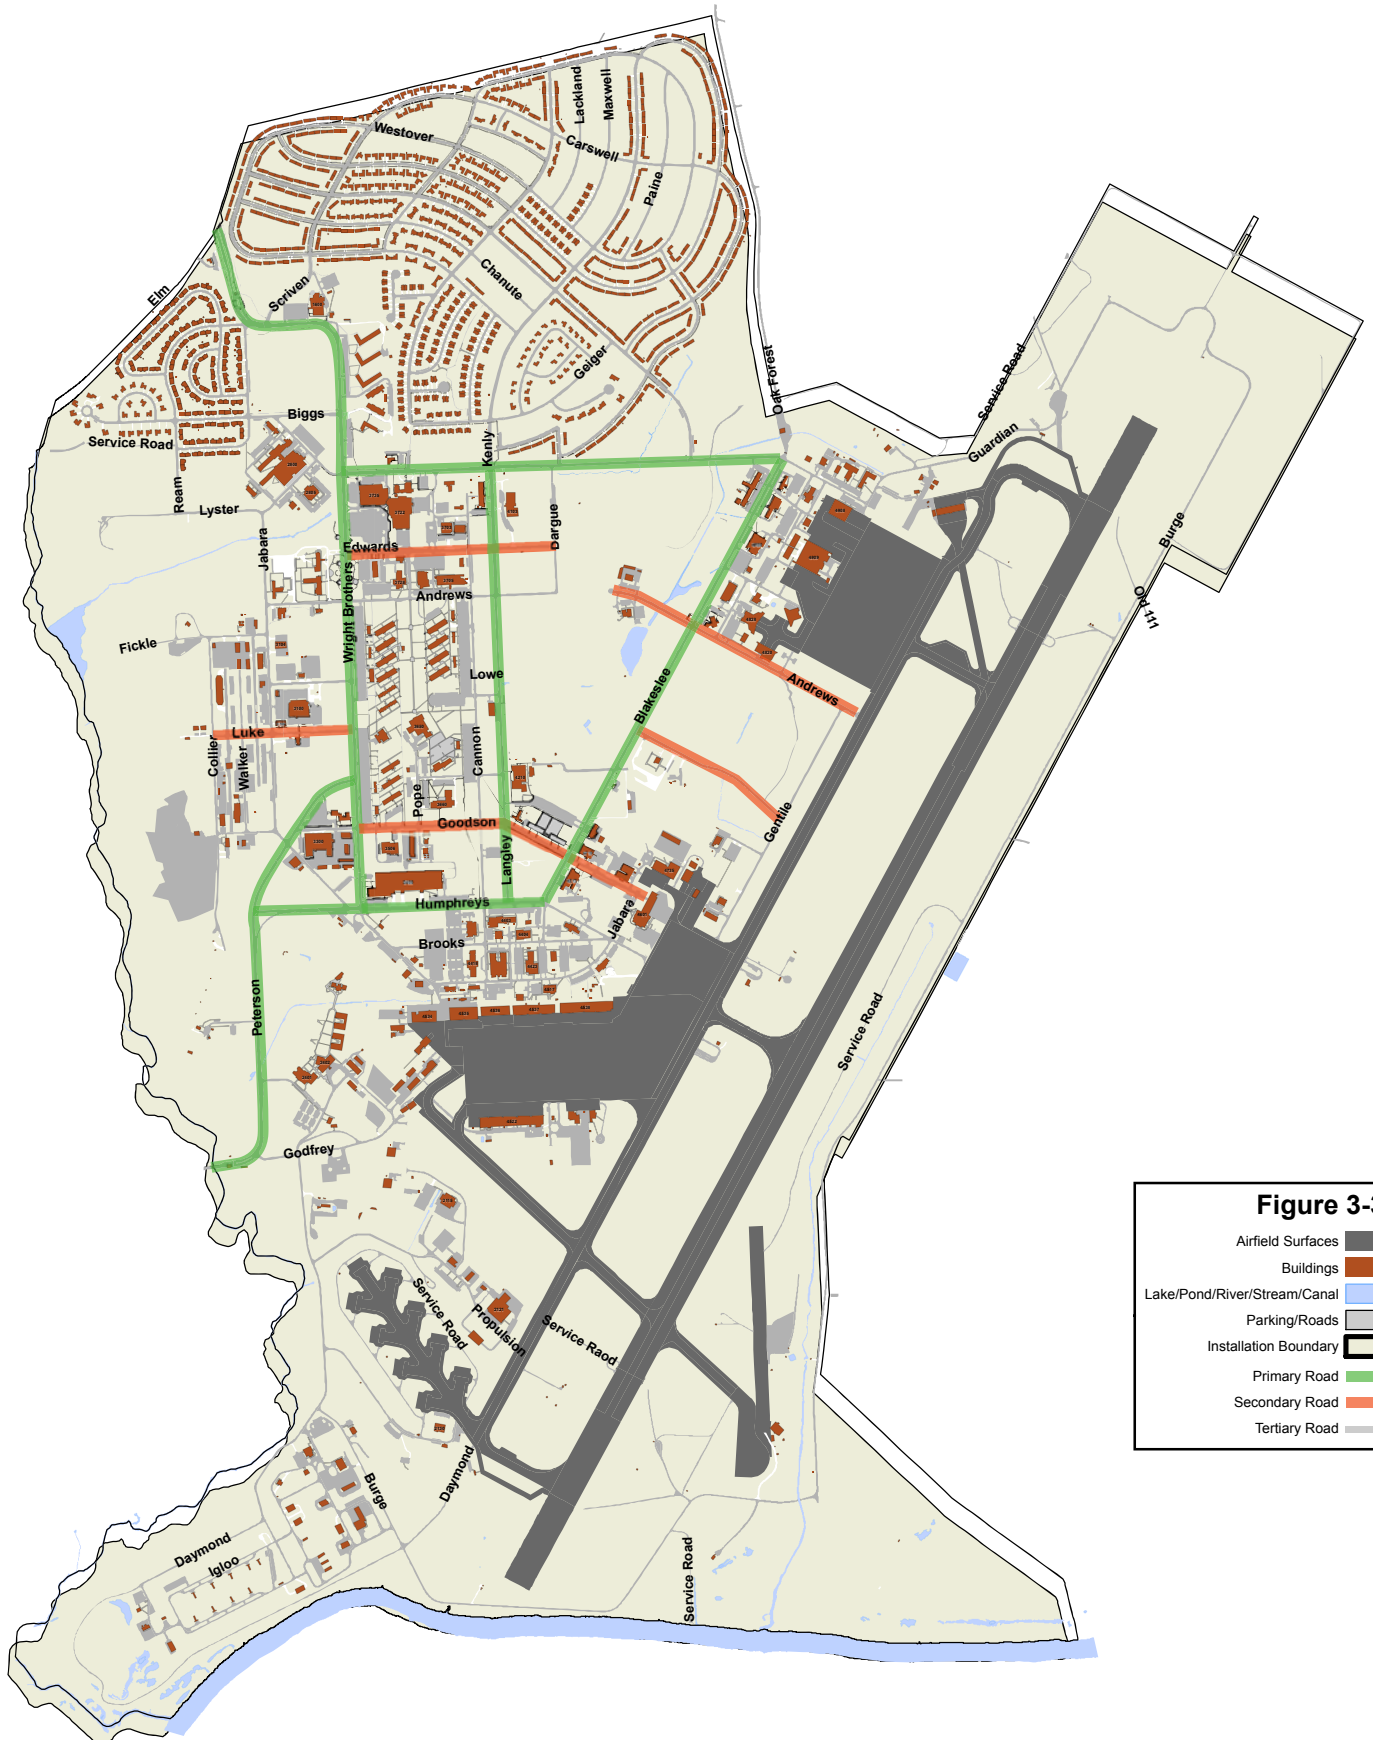 Lackland
Maxwell
Westover
Carswell
Paine
Chanute
Scriven
Elm
Geiger
Oak Forest
Service Road
Biggs
Guardian
Service Road
Kenly
Ream
Lyster
Dargue
Burge
Jabara
Edwards
Wright Brothers
Andrews
Old 111
Fickle
Lowe
Blakeslee
Andrews
Luke
Collier
Walker
Cannon
Pope
Goodson
Gentile
Langley
Humphreys
Jabara
Brooks
Peterson
Service Road
Godfrey
Service Road
Propulsion
Service Raod
Daymond
Burge
Daymond
Igloo
Service Road
Figure 3-3
Airfield Surfaces
Buildings
Lake/Pond/River/Stream/Canal
Parking/Roads
Installation Boundary
Primary Road
Secondary Road
Tertiary Road